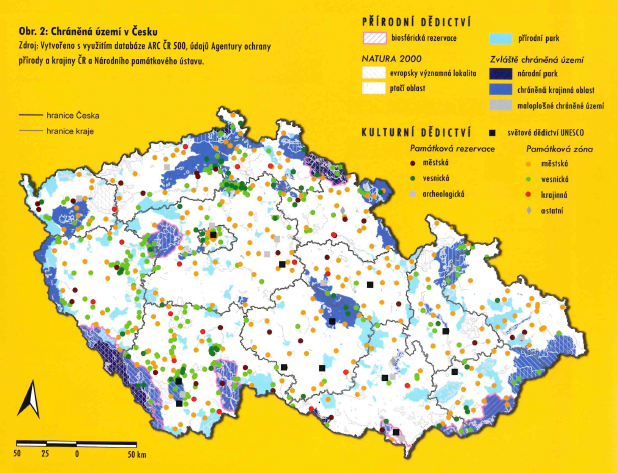 Obr. 2: Chráněná území v Česku
Zdroj: Vytvořeno s využitím databáze ARC ČR 500, údajů Agentury ochrany
přírody a krajiny ČR a Národního památkového ústavu.
hranice Česka
hranice kraje
PŘÍRODNÍ DĚDICTVÍ
biosférická rezervace
přírodní park
NATURA 2000
evropsky významná lokalita
ptačí oblast
Zvláště chráněná území
národní park
chráněná krajinná oblast
maloplošné chráněné území
KULTURNÍ DĚDICTVÍ
světové dědictví UNESCO
Památková rezervace
městská
vesnická
archeologická
Památková zóna
městská
vesnická
krajinná
ostatní
50 25 0 50 km